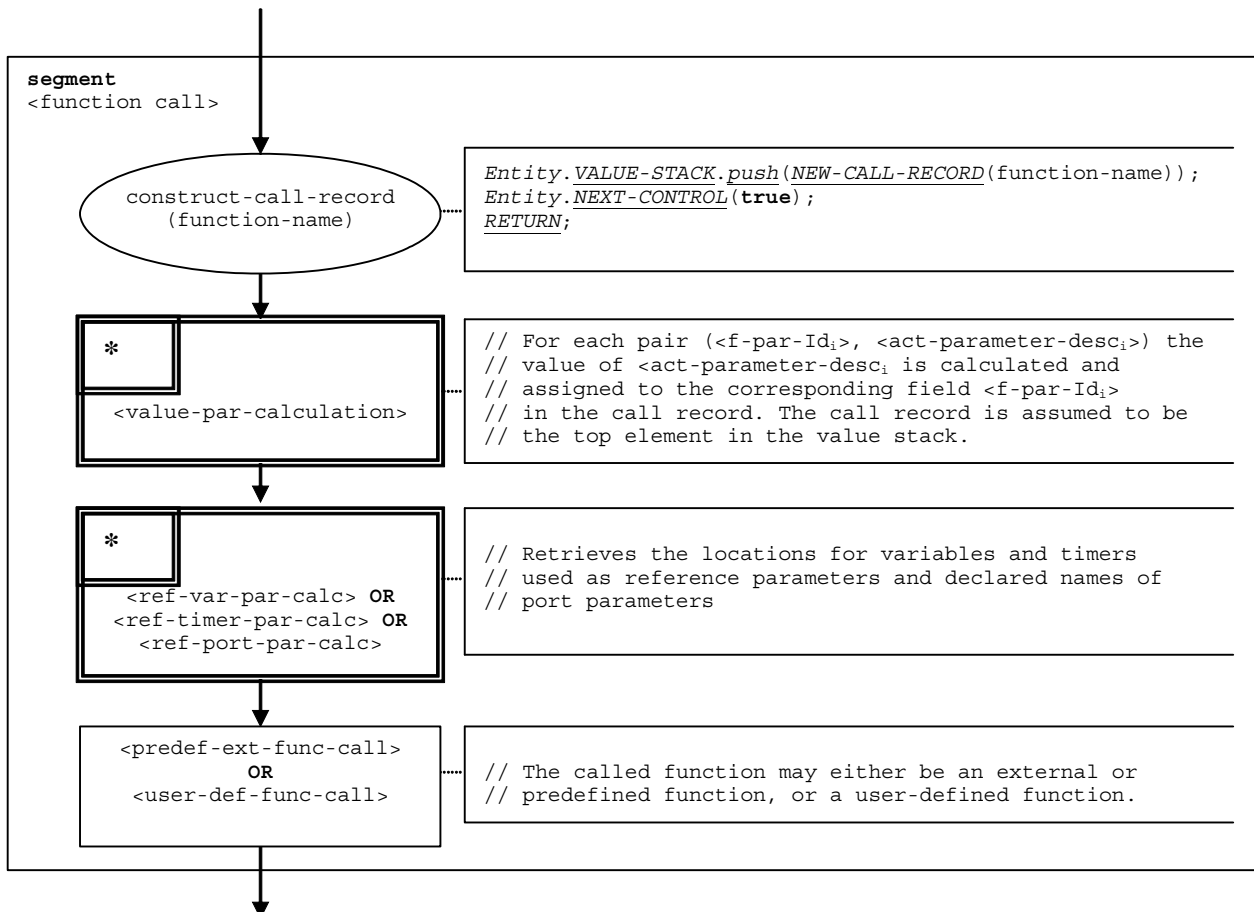 segment
<function call>
construct-call-record
(function-name)
Entity.VALUE-STACK.push(NEW-CALL-RECORD(function-name));
Entity.NEXT-CONTROL(true);
RETURN;
*
<value-par-calculation>
// For each pair (<f-par-Idi>, <act-parameter-desci>) the
// value of <act-parameter-desci is calculated and
// assigned to the corresponding field <f-par-Idi>
// in the call record. The call record is assumed to be
// the top element in the value stack.
*
<ref-var-par-calc> OR
<ref-timer-par-calc> OR
<ref-port-par-calc>
// Retrieves the locations for variables and timers
// used as reference parameters and declared names of
// port parameters
<predef-ext-func-call>
OR
<user-def-func-call>
// The called function may either be an external or
// predefined function, or a user-defined function.